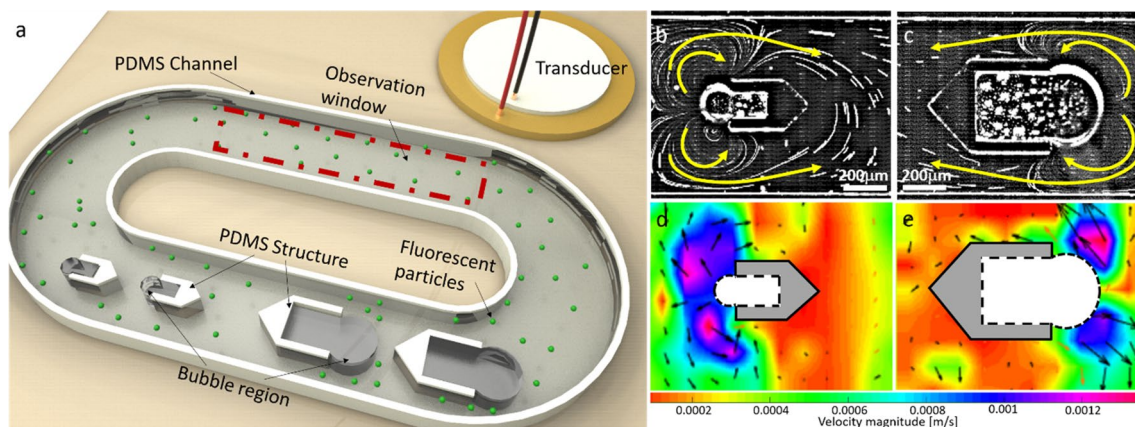 a
PDMS Channel
Observation
window
Transducer
PDMS Structure
Fluorescent
particles
Bubble region
b
200μm
c
200μm
d
e
0.0002
0.0004
0.0006
0.0008
0.001
0.0012
Velocity magnitude [m/s]